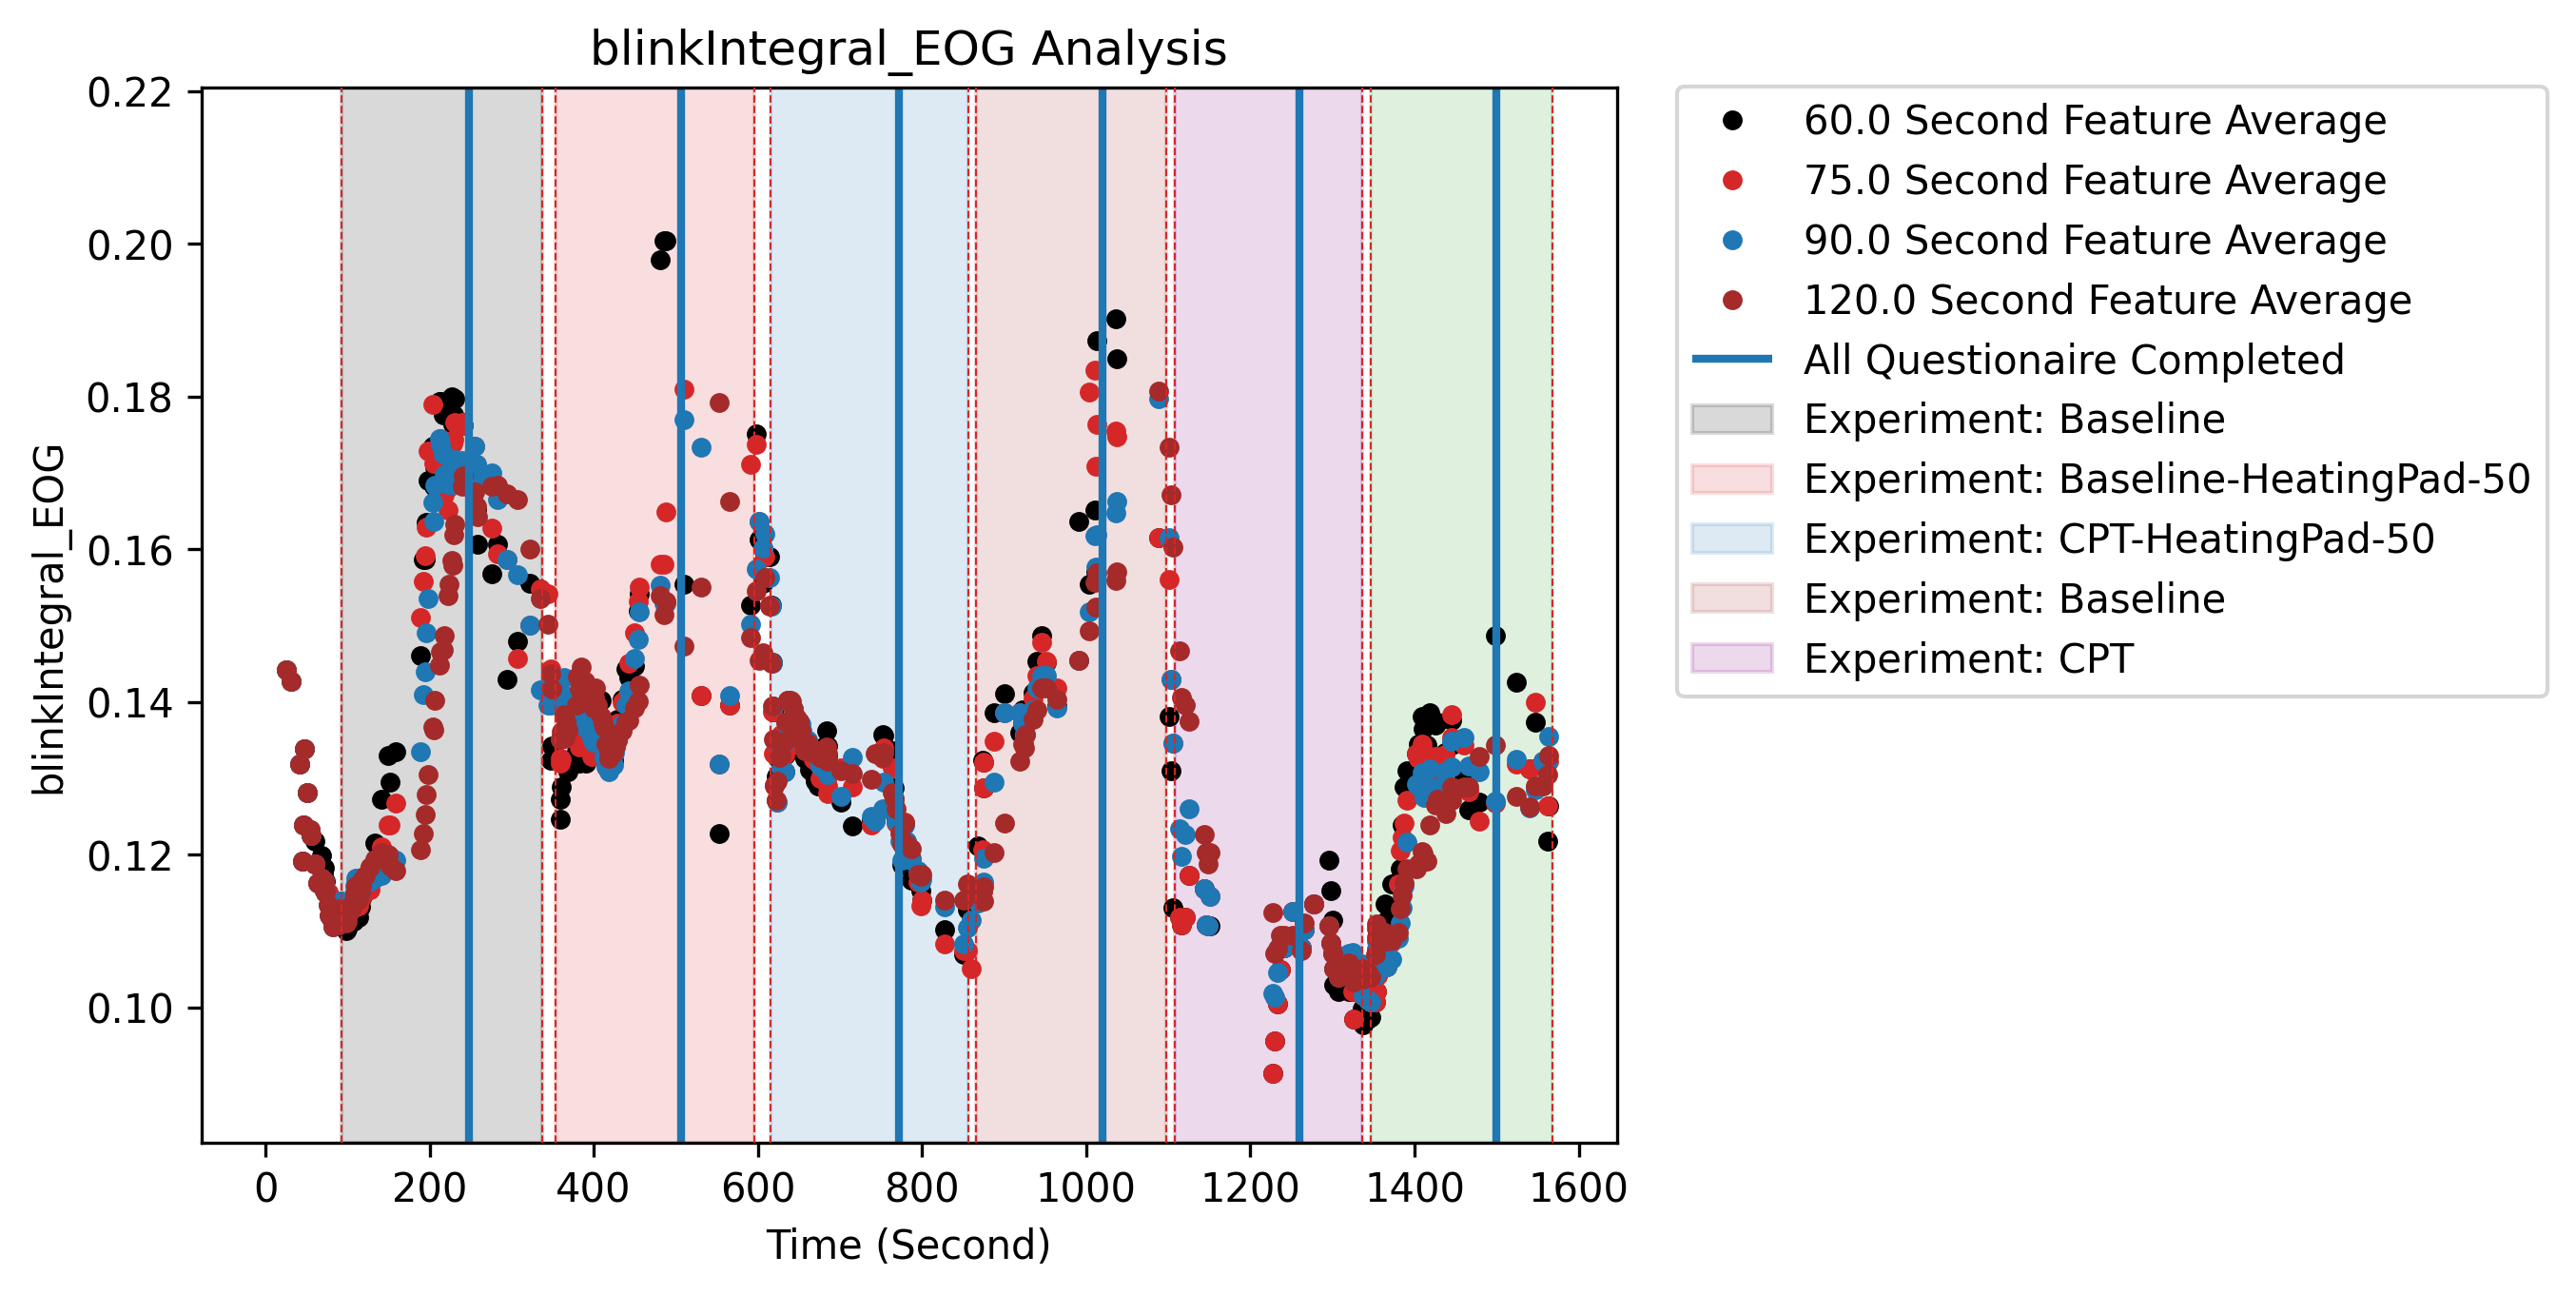 blinkIntegral_EOG Analysis
0.22
0.20
0.18
0.16
0.14
0.12
0.10
blinkIntegral_EOG
0 200 400 600 800 1000 1200 1400 1600
Time (Second)
60.0 Second Feature Average
75.0 Second Feature Average
90.0 Second Feature Average
120.0 Second Feature Average
All Questionaire Completed
Experiment: Baseline
Experiment: Baseline-HeatingPad-50
Experiment: CPT-HeatingPad-50
Experiment: Baseline
Experiment: CPT